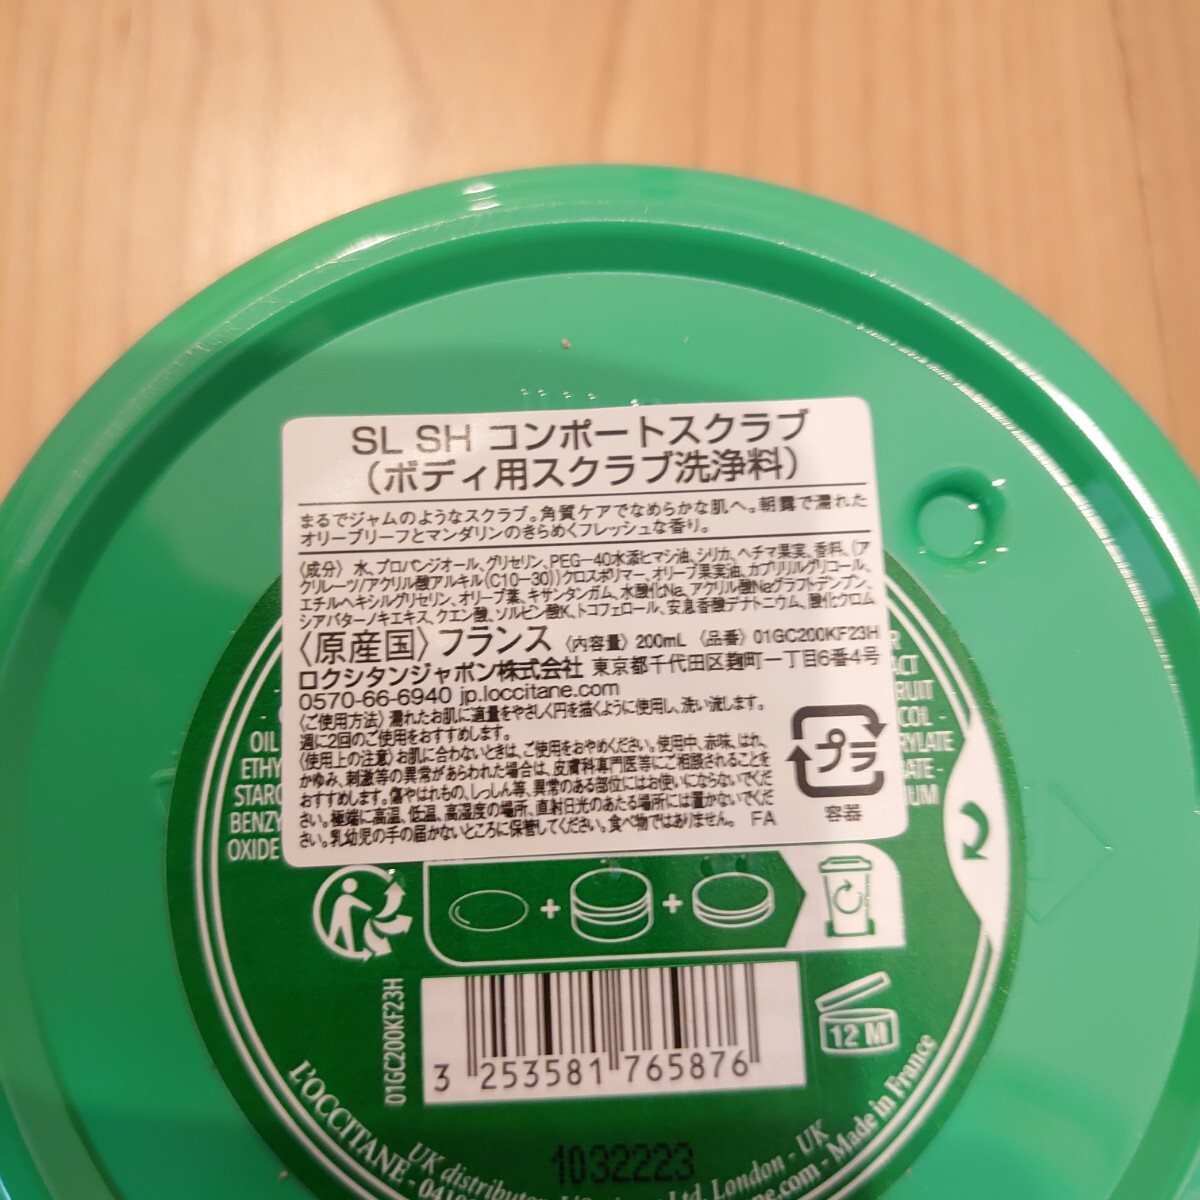 SL SH コンポートスクラブ
（ボディ用スクラブ洗浄料）
まるでジャムのようなスクラブ。角質ケアでなめらかな肌へ。朝露で濡れた
オリーブリーフとマンダリンのきらめくフレッシュな香り。
〈成分〉 水、プロパンジオール、グリセリン、PEG－40水添ヒマシ油、シリカ、ヘチマ果実、香料、（ア
クリレーツ/アクリル酸アルキル（C10－30））クロスポリマー、オリーブ果実油、カプリリルグリコール、
エチルヘキシルグリセリン、オリーブ葉、キサンタンガム、水酸化Na、アクリル酸Naグラフトデンプン、
シアバターノキエキス、クエン酸、ソルビン酸K、トコフェロール、安息香酸デナトニウム、酸化クロム
〈原産国〉フランス 〈内容量〉 200mL 〈品番〉 01GC200KF23H
ロクシタンジャポン株式会社 東京都千代田区麹町一丁目6番4号
0570-66-6940 jp.loccitane.com
〈ご使用方法〉 濡れたお肌に適量をやさしく円を描くように使用し、洗い流します。
週に2回のご使用をおすすめします。
〈使用上の注意〉お肌に合わないときは、ご使用をおやめください。使用中、赤味、はれ、
かゆみ、刺激等の異常があらわれた場合は、皮膚科専門医等にご相談されることを
おすすめします。傷やはれもの、しっしん等、異常のある部位にはお使いにならないでくだ
さい。極端に高温、低温、高湿度の場所、直射日光のあたる場所には置かないでくだ
さい。乳幼児の手の届かないところに保管してください。食べ物ではありません。 FA
プラ
容器
OIL
ETHY
STARC
BENZY
OXIDE
R
ACT
RUIT
COL -
RYLATE
ATE -
IUM
+ +
01GC200KF23H
3 253581 765876
12 M
1032223
L'OCCITANE - 04
UK distribut
Ltd, London - UK
.com - Made in France